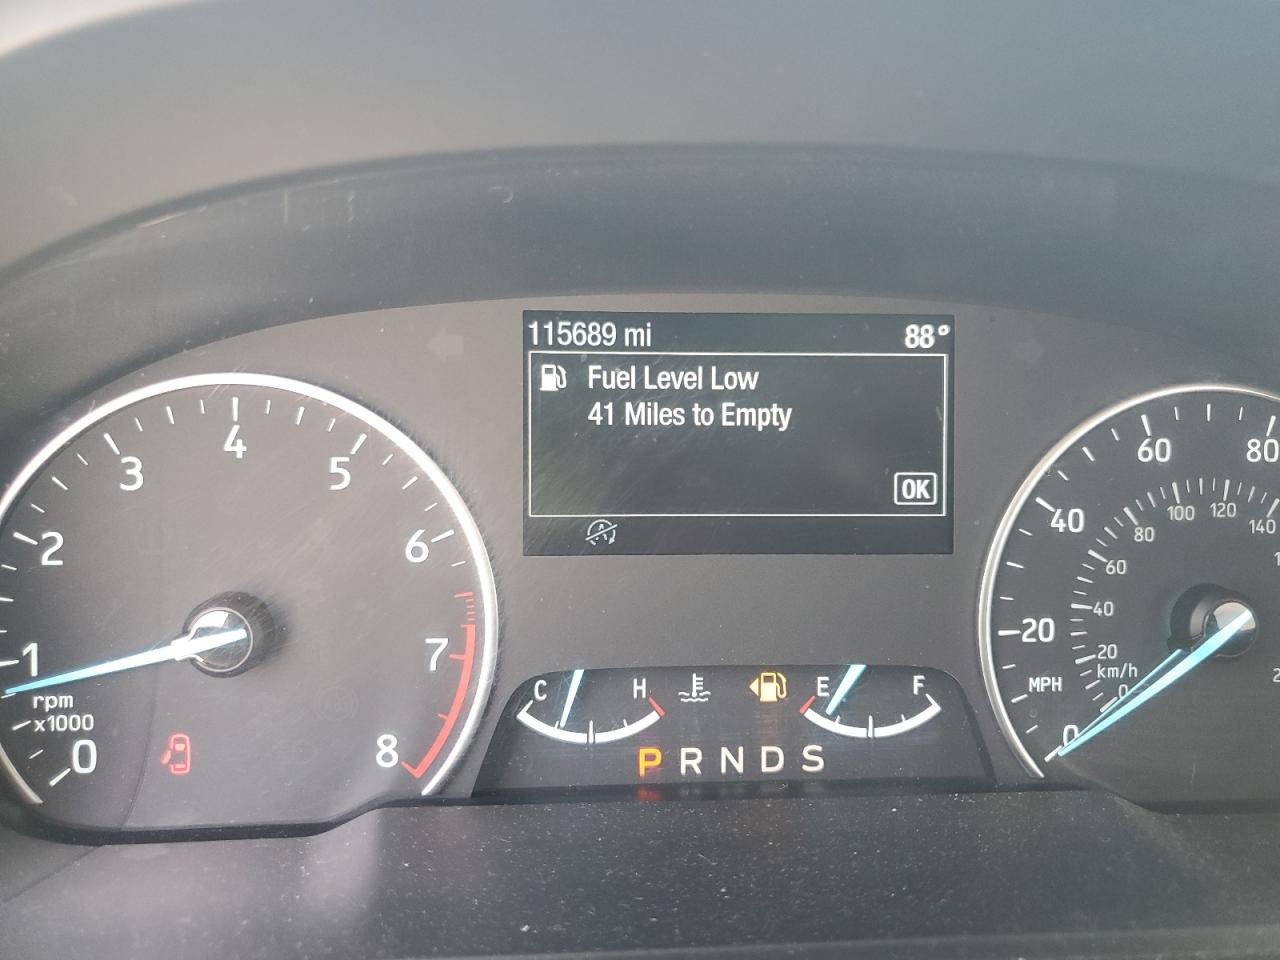 115689 mi 88°
Fuel Level Low
41 Miles to Empty
OK
0 1 2 3 4 5 6 7 8
rpm
x1000
C H
E F
P R N D S
0 20 40 60 80
MPH
0 20 40 60 80 100 120 140
km/h